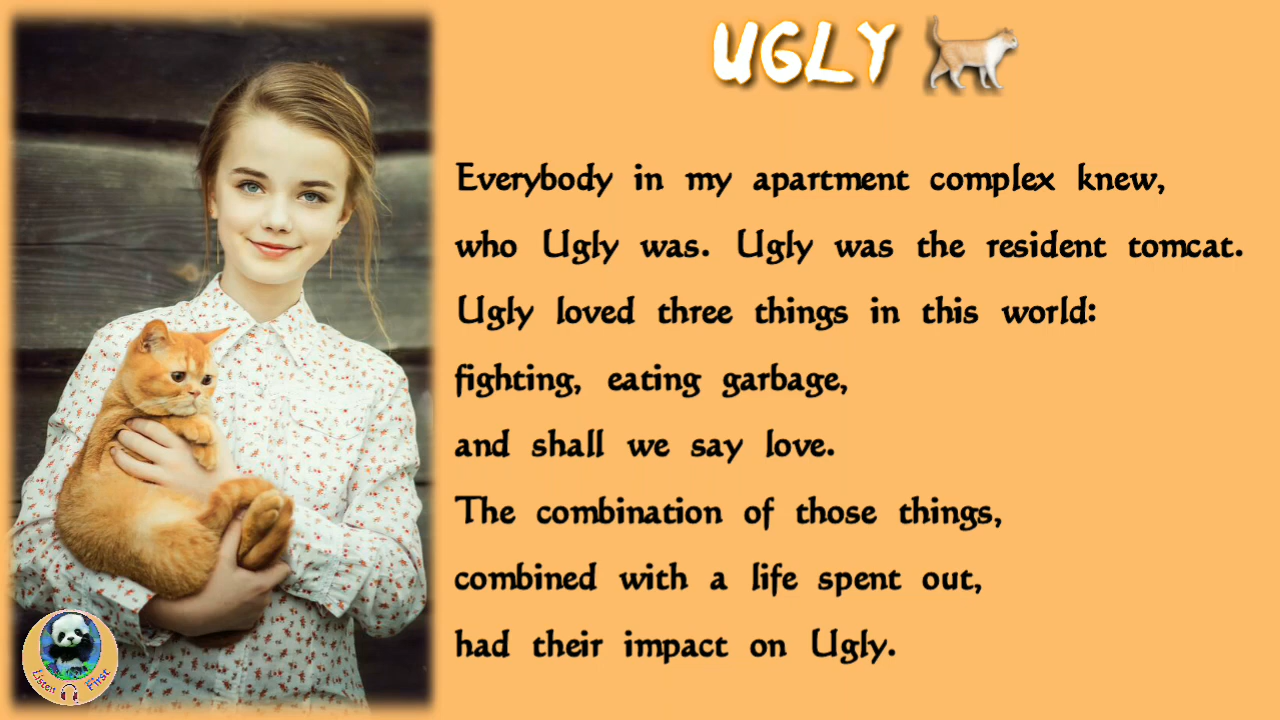 UGLY
Everybody in my apartment complex knew,
who Ugly was. Ugly was the resident tomcat.
Ugly loved three things in this world:
fighting, eating garbage,
and shall we say love.
The combination of those things,
combined with a life spent out,
had their impact on Ugly.
Listen First